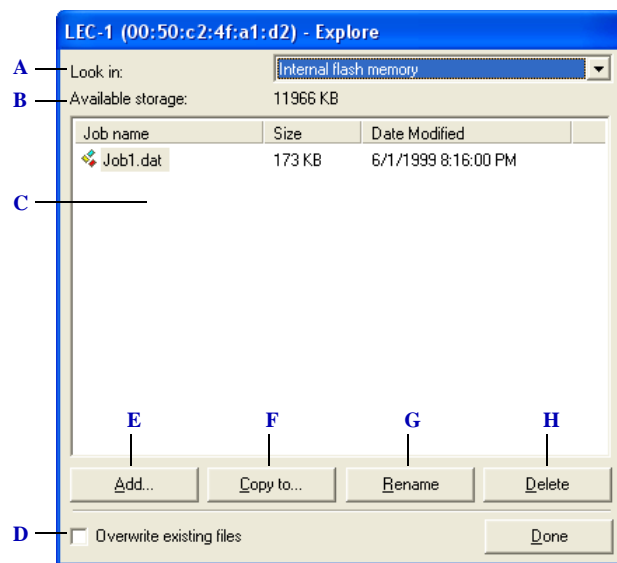 LEC-1 (00:50:c2:4f:a1:d2) - Explore
A Look in: Internal flash memory
B Available storage: 11966 KB
Job name Size Date Modified
Job1.dat 173 KB 6/1/1999 8:16:00 PM
C
E F G H
Add... Copy to... Rename Delete
D Overwrite existing files Done